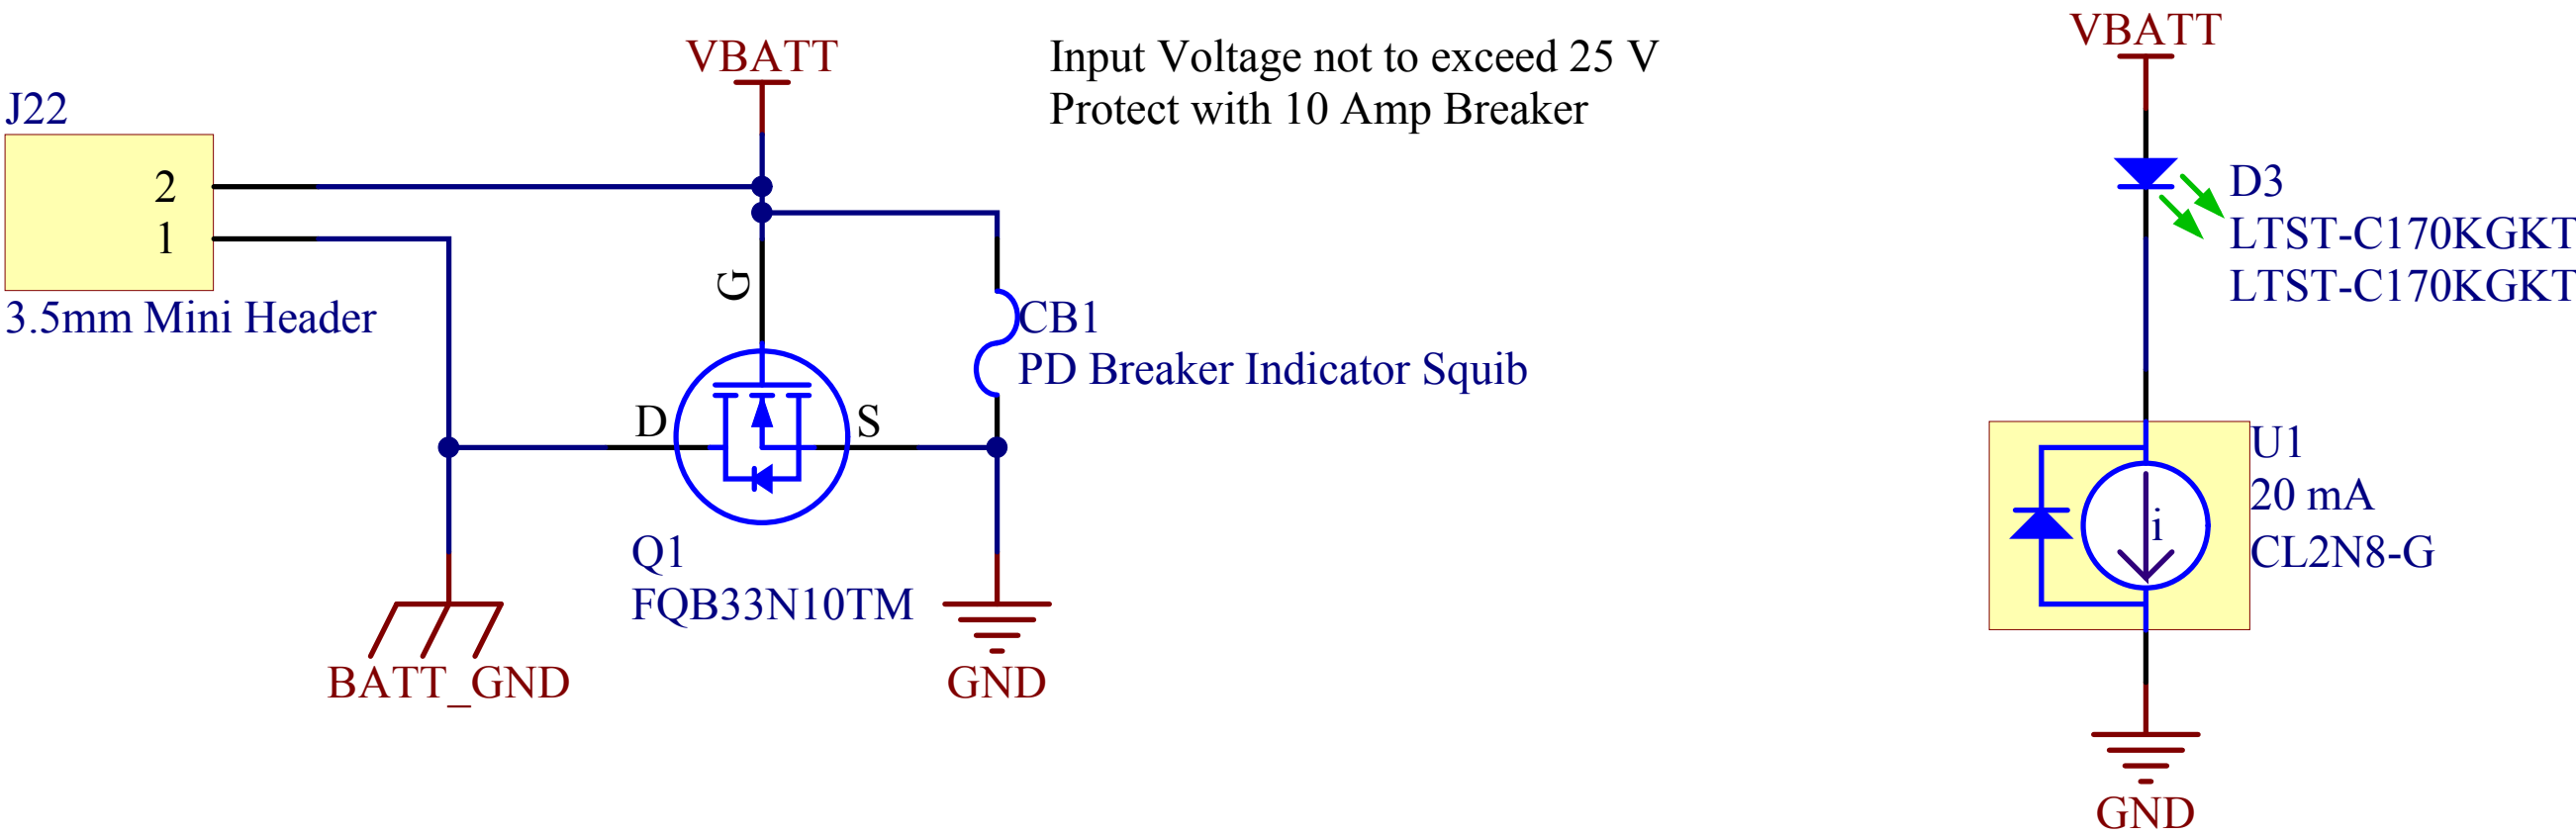 VBATT
Input Voltage not to exceed 25 V
Protect with 10 Amp Breaker
J22
2
1
3.5mm Mini Header
G
CB1
PD Breaker Indicator Squib
D
S
Q1
FQB33N10TM
BATT_GND
GND
VBATT
D3
LTST-C170KGKT
LTST-C170KGKT
U1
20 mA
CL2N8-G
i
GND